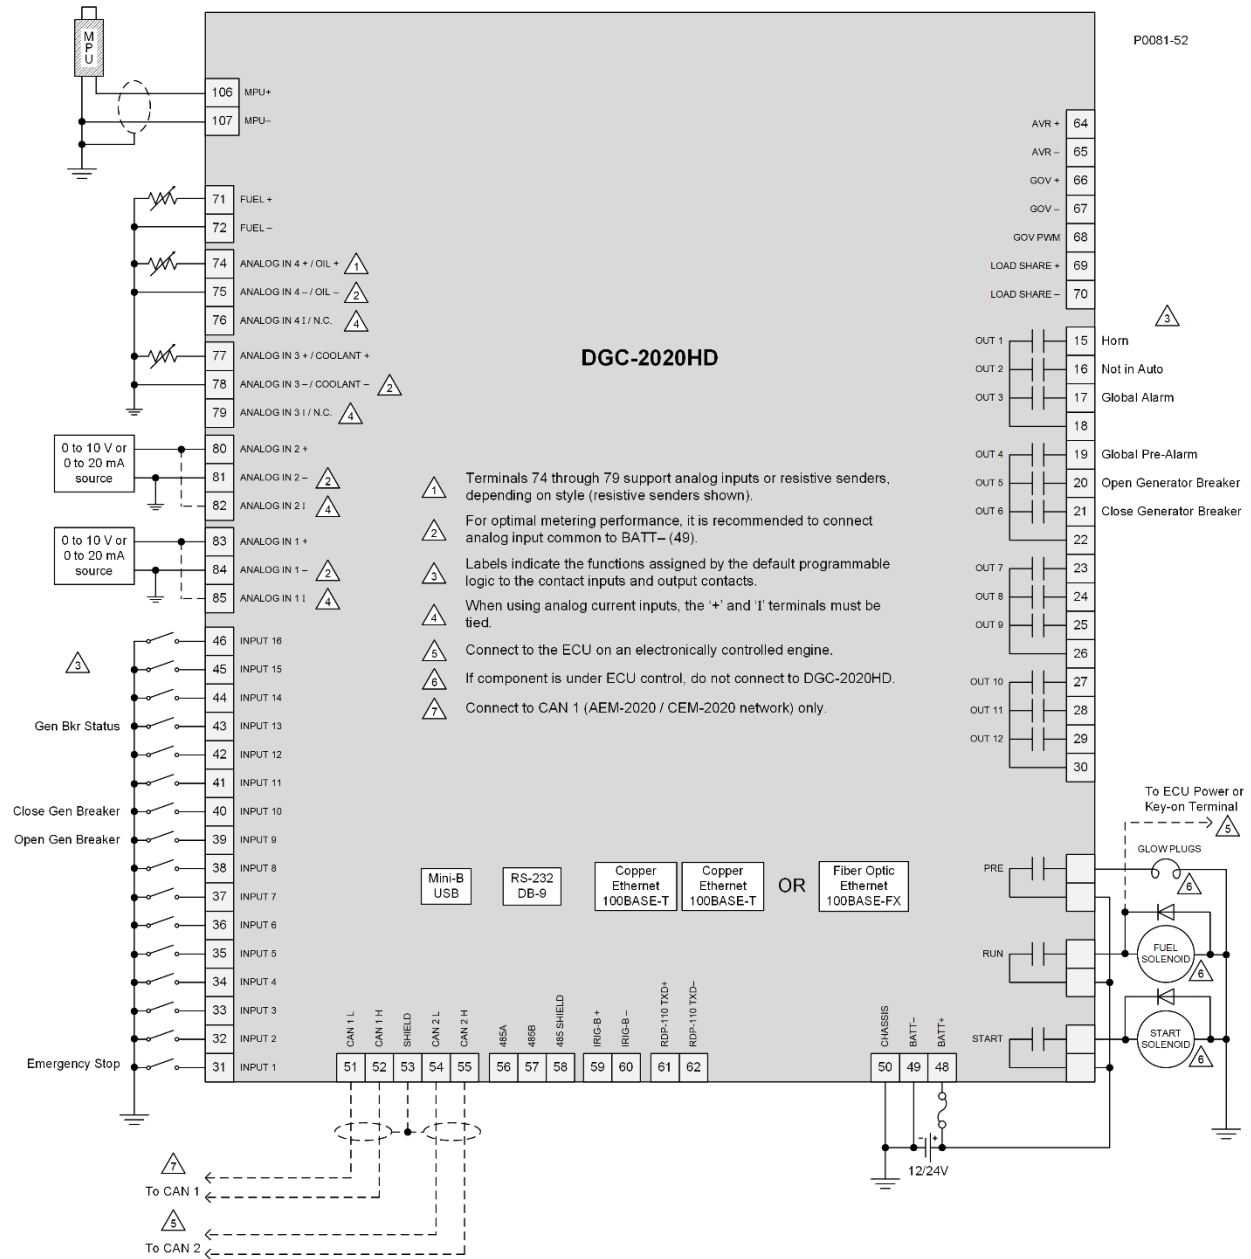 P0081-52
M
P
U
106 MPU+
107 MPU–
71 FUEL +
72 FUEL –
74 ANALOG IN 4 + / OIL + 1
75 ANALOG IN 4 – / OIL – 2
76 ANALOG IN 4 I / N.C. 4
77 ANALOG IN 3 + / COOLANT +
78 ANALOG IN 3 – / COOLANT – 2
79 ANALOG IN 3 I / N.C. 4
0 to 10 V or
0 to 20 mA
source
80 ANALOG IN 2 +
81 ANALOG IN 2 – 2
82 ANALOG IN 2 I 4
0 to 10 V or
0 to 20 mA
source
83 ANALOG IN 1 +
84 ANALOG IN 1 – 2
85 ANALOG IN 1 I 4
3
46 INPUT 16
45 INPUT 15
44 INPUT 14
Gen Bkr Status 43 INPUT 13
42 INPUT 12
41 INPUT 11
Close Gen Breaker 40 INPUT 10
Open Gen Breaker 39 INPUT 9
38 INPUT 8
37 INPUT 7
36 INPUT 6
35 INPUT 5
34 INPUT 4
33 INPUT 3
32 INPUT 2
Emergency Stop 31 INPUT 1
DGC-2020HD
1 Terminals 74 through 79 support analog inputs or resistive senders,
depending on style (resistive senders shown).
2 For optimal metering performance, it is recommended to connect
analog input common to BATT– (49).
3 Labels indicate the functions assigned by the default programmable
logic to the contact inputs and output contacts.
4 When using analog current inputs, the ‘+’ and ‘I’ terminals must be
tied.
5 Connect to the ECU on an electronically controlled engine.
6 If component is under ECU control, do not connect to DGC-2020HD.
7 Connect to CAN 1 (AEM-2020 / CEM-2020 network) only.
Mini-B
USB
RS-232
DB-9
Copper
Ethernet
100BASE-T
Copper
Ethernet
100BASE-T
OR
Fiber Optic
Ethernet
100BASE-FX
AVR + 64
AVR – 65
GOV + 66
GOV – 67
GOV PWM 68
LOAD SHARE + 69
LOAD SHARE – 70
3
OUT 1 15 Horn
OUT 2 16 Not in Auto
OUT 3 17 Global Alarm
18
OUT 4 19 Global Pre-Alarm
OUT 5 20 Open Generator Breaker
OUT 6 21 Close Generator Breaker
22
OUT 7 23
OUT 8 24
OUT 9 25
26
OUT 10 27
OUT 11 28
OUT 12 29
30
To ECU Power or
Key-on Terminal
5
GLOW PLUGS
PRE
6
RUN
FUEL
SOLENOID
6
START
START
SOLENOID
6
CAN 1 L
CAN 1 H
SHIELD
CAN 2 L
CAN 2 H
485A
485B
485 SHIELD
IRIG-B +
IRIG-B –
RDP-110 TXD+
RDP-110 TXD–
CHASSIS
BATT–
BATT+
51 52 53 54 55 56 57 58 59 60 61 62 50 49 48
- +
12/24V
7
To CAN 1
5
To CAN 2